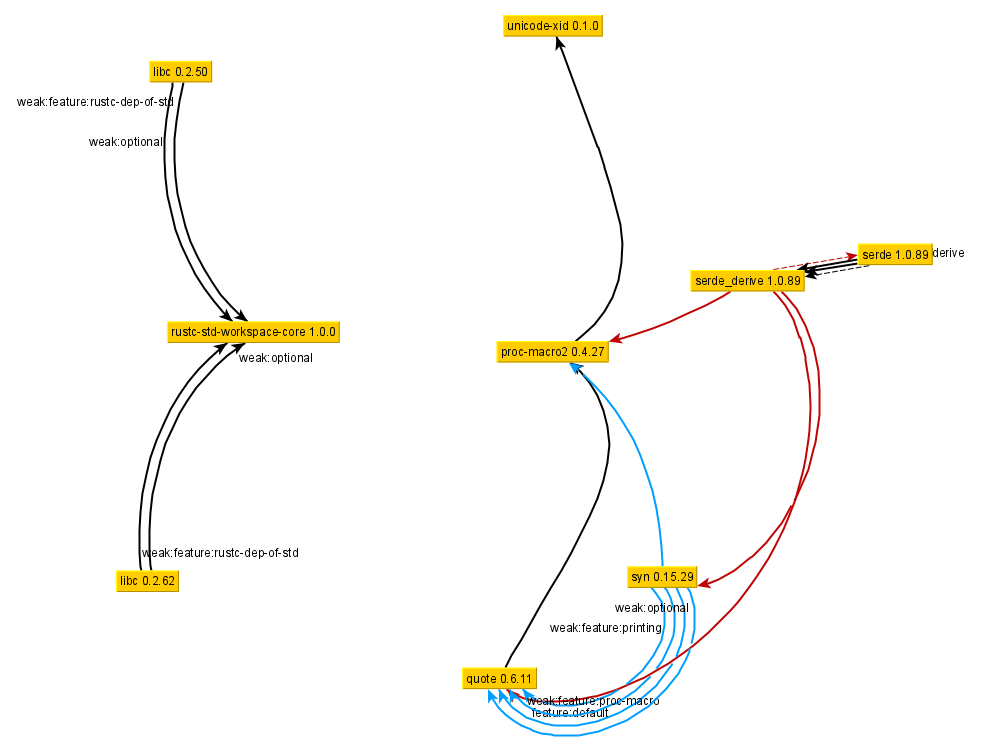 unicode-xid 0.1.0
libc 0.2.50
weak:feature:rustc-dep-of-std
weak:optional
serde 1.0.89
derive
serde_derive 1.0.89
rustc-std-workspace-core 1.0.0
weak:optional
proc-macro2 0.4.27
weak:feature:rustc-dep-of-std
libc 0.2.62
syn 0.15.29
weak:optional
weak:feature:printing
quote 0.6.11
weak:feature:proc-macro
feature:default